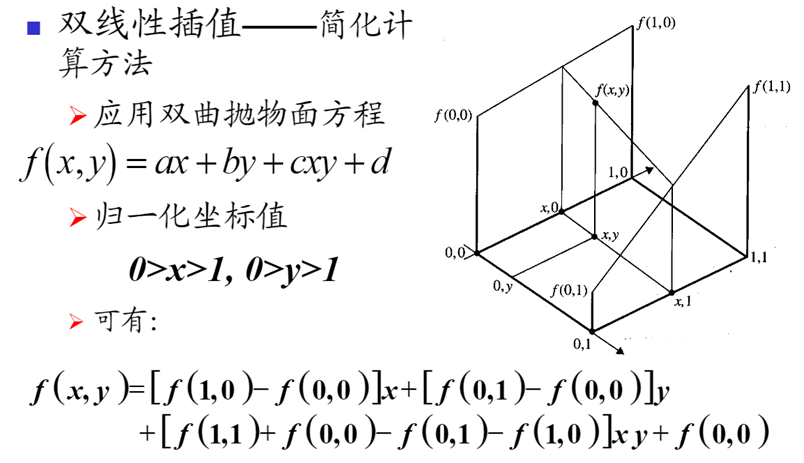 ■ 双线性插值——简化计
算方法
➢应用双曲抛物面方程
f(x,y)=ax+by+cxy+d
➢归一化坐标值
0>x>1, 0>y>1
➢可有:
f(x,y)=[f(1,0)−f(0,0)]x+[f(0,1)−f(0,0)]y
+[f(1,1)+f(0,0)−f(0,1)−f(1,0)]xy+f(0,0)
f(1,0)
f(x,y)
f(1,1)
f(0,0)
1,0
x,0
x,y
0,0
1,1
0,y
f(0,1)
x,1
0,1